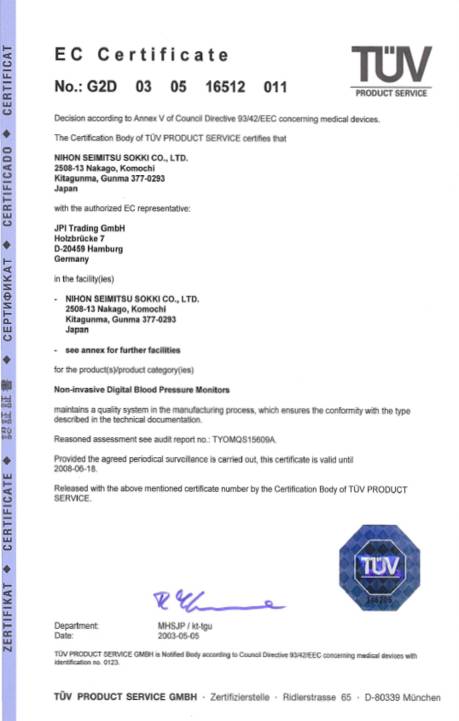 EC Certificate
No.: G2D 03 05 16512 011
TÜV
PRODUCT SERVICE
Decision according to Annex V of Council Directive 93/42/EEC concerning medical devices.
The Certification Body of TÜV PRODUCT SERVICE certifies that
NIHON SEIMITSU SOKKI CO., LTD.
2508-13 Nakago, Komochi
Kitagunma, Gunma 377-0293
Japan
with the authorized EC representative:
JPI Trading GmbH
Holzbrücke 7
D-20459 Hamburg
Germany
in the facility(ies)
- NIHON SEIMITSU SOKKI CO., LTD.
2508-13 Nakago, Komochi
Kitagunma, Gunma 377-0293
Japan
- see annex for further facilities
for the product(s)/product category(ies)
Non-invasive Digital Blood Pressure Monitors
maintains a quality system in the manufacturing process, which ensures the conformity with the type
described in the technical documentation.
Reasoned assessment see audit report no.: TYOMQS15609A.
Provided the agreed periodical surveillance is carried out, this certificate is valid until
2008-06-18.
Released with the above mentioned certificate number by the Certification Body of TÜV PRODUCT
SERVICE.
TÜV
Department: MHSJP / kt-tgu
Date: 2003-05-05
TÜV PRODUCT SERVICE GMBH is Notified Body according to Council Directive 93/42/EEC concerning medical devices with
identification no. 0123.
TÜV PRODUCT SERVICE GMBH · Zertifizierstelle · Ridlerstrasse 65 · D-80339 München
ZERTIFIKAT ◆ CERTIFICATE ◆ 認証証書 ◆ СЕРТИФИКАТ ◆ CERTIFICADO ◆ CERTIFICAT